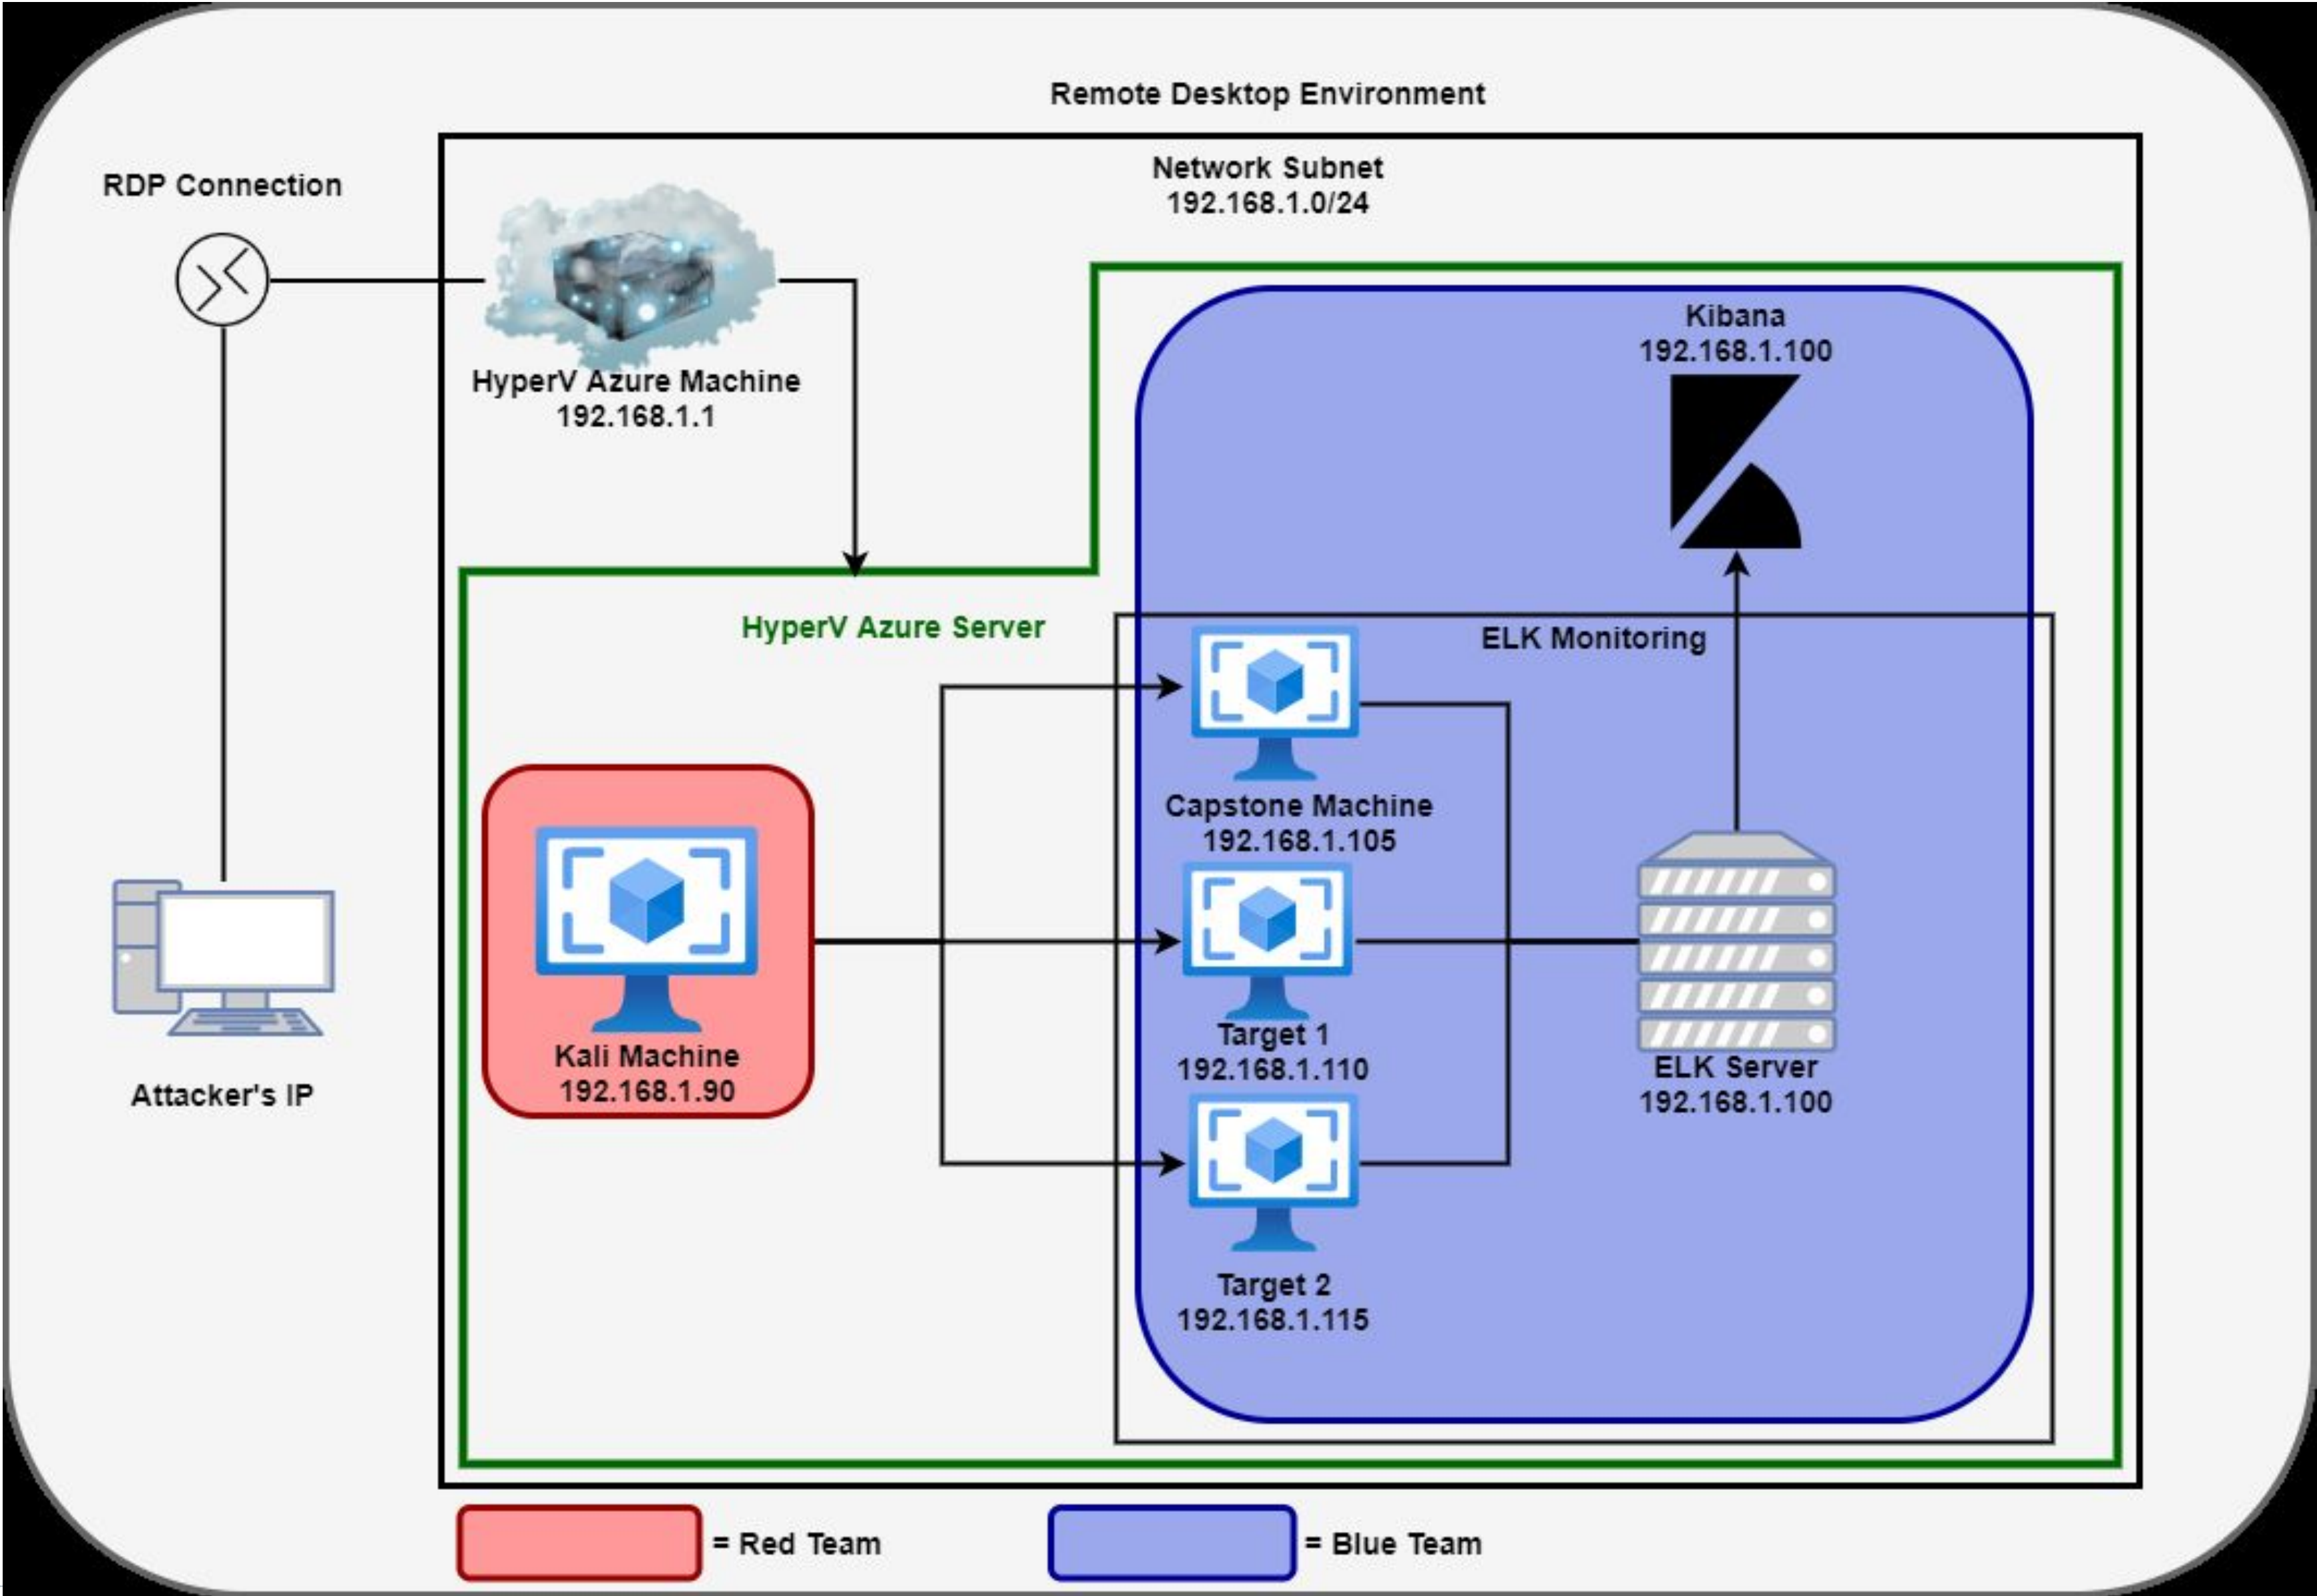 Remote Desktop Environment
Network Subnet
192.168.1.0/24
RDP Connection
HyperV Azure Machine
192.168.1.1
Kibana
192.168.1.100
HyperV Azure Server
ELK Monitoring
Capstone Machine
192.168.1.105
Target 1
192.168.1.110
Kali Machine
192.168.1.90
ELK Server
192.168.1.100
Attacker's IP
Target 2
192.168.1.115
= Red Team
= Blue Team